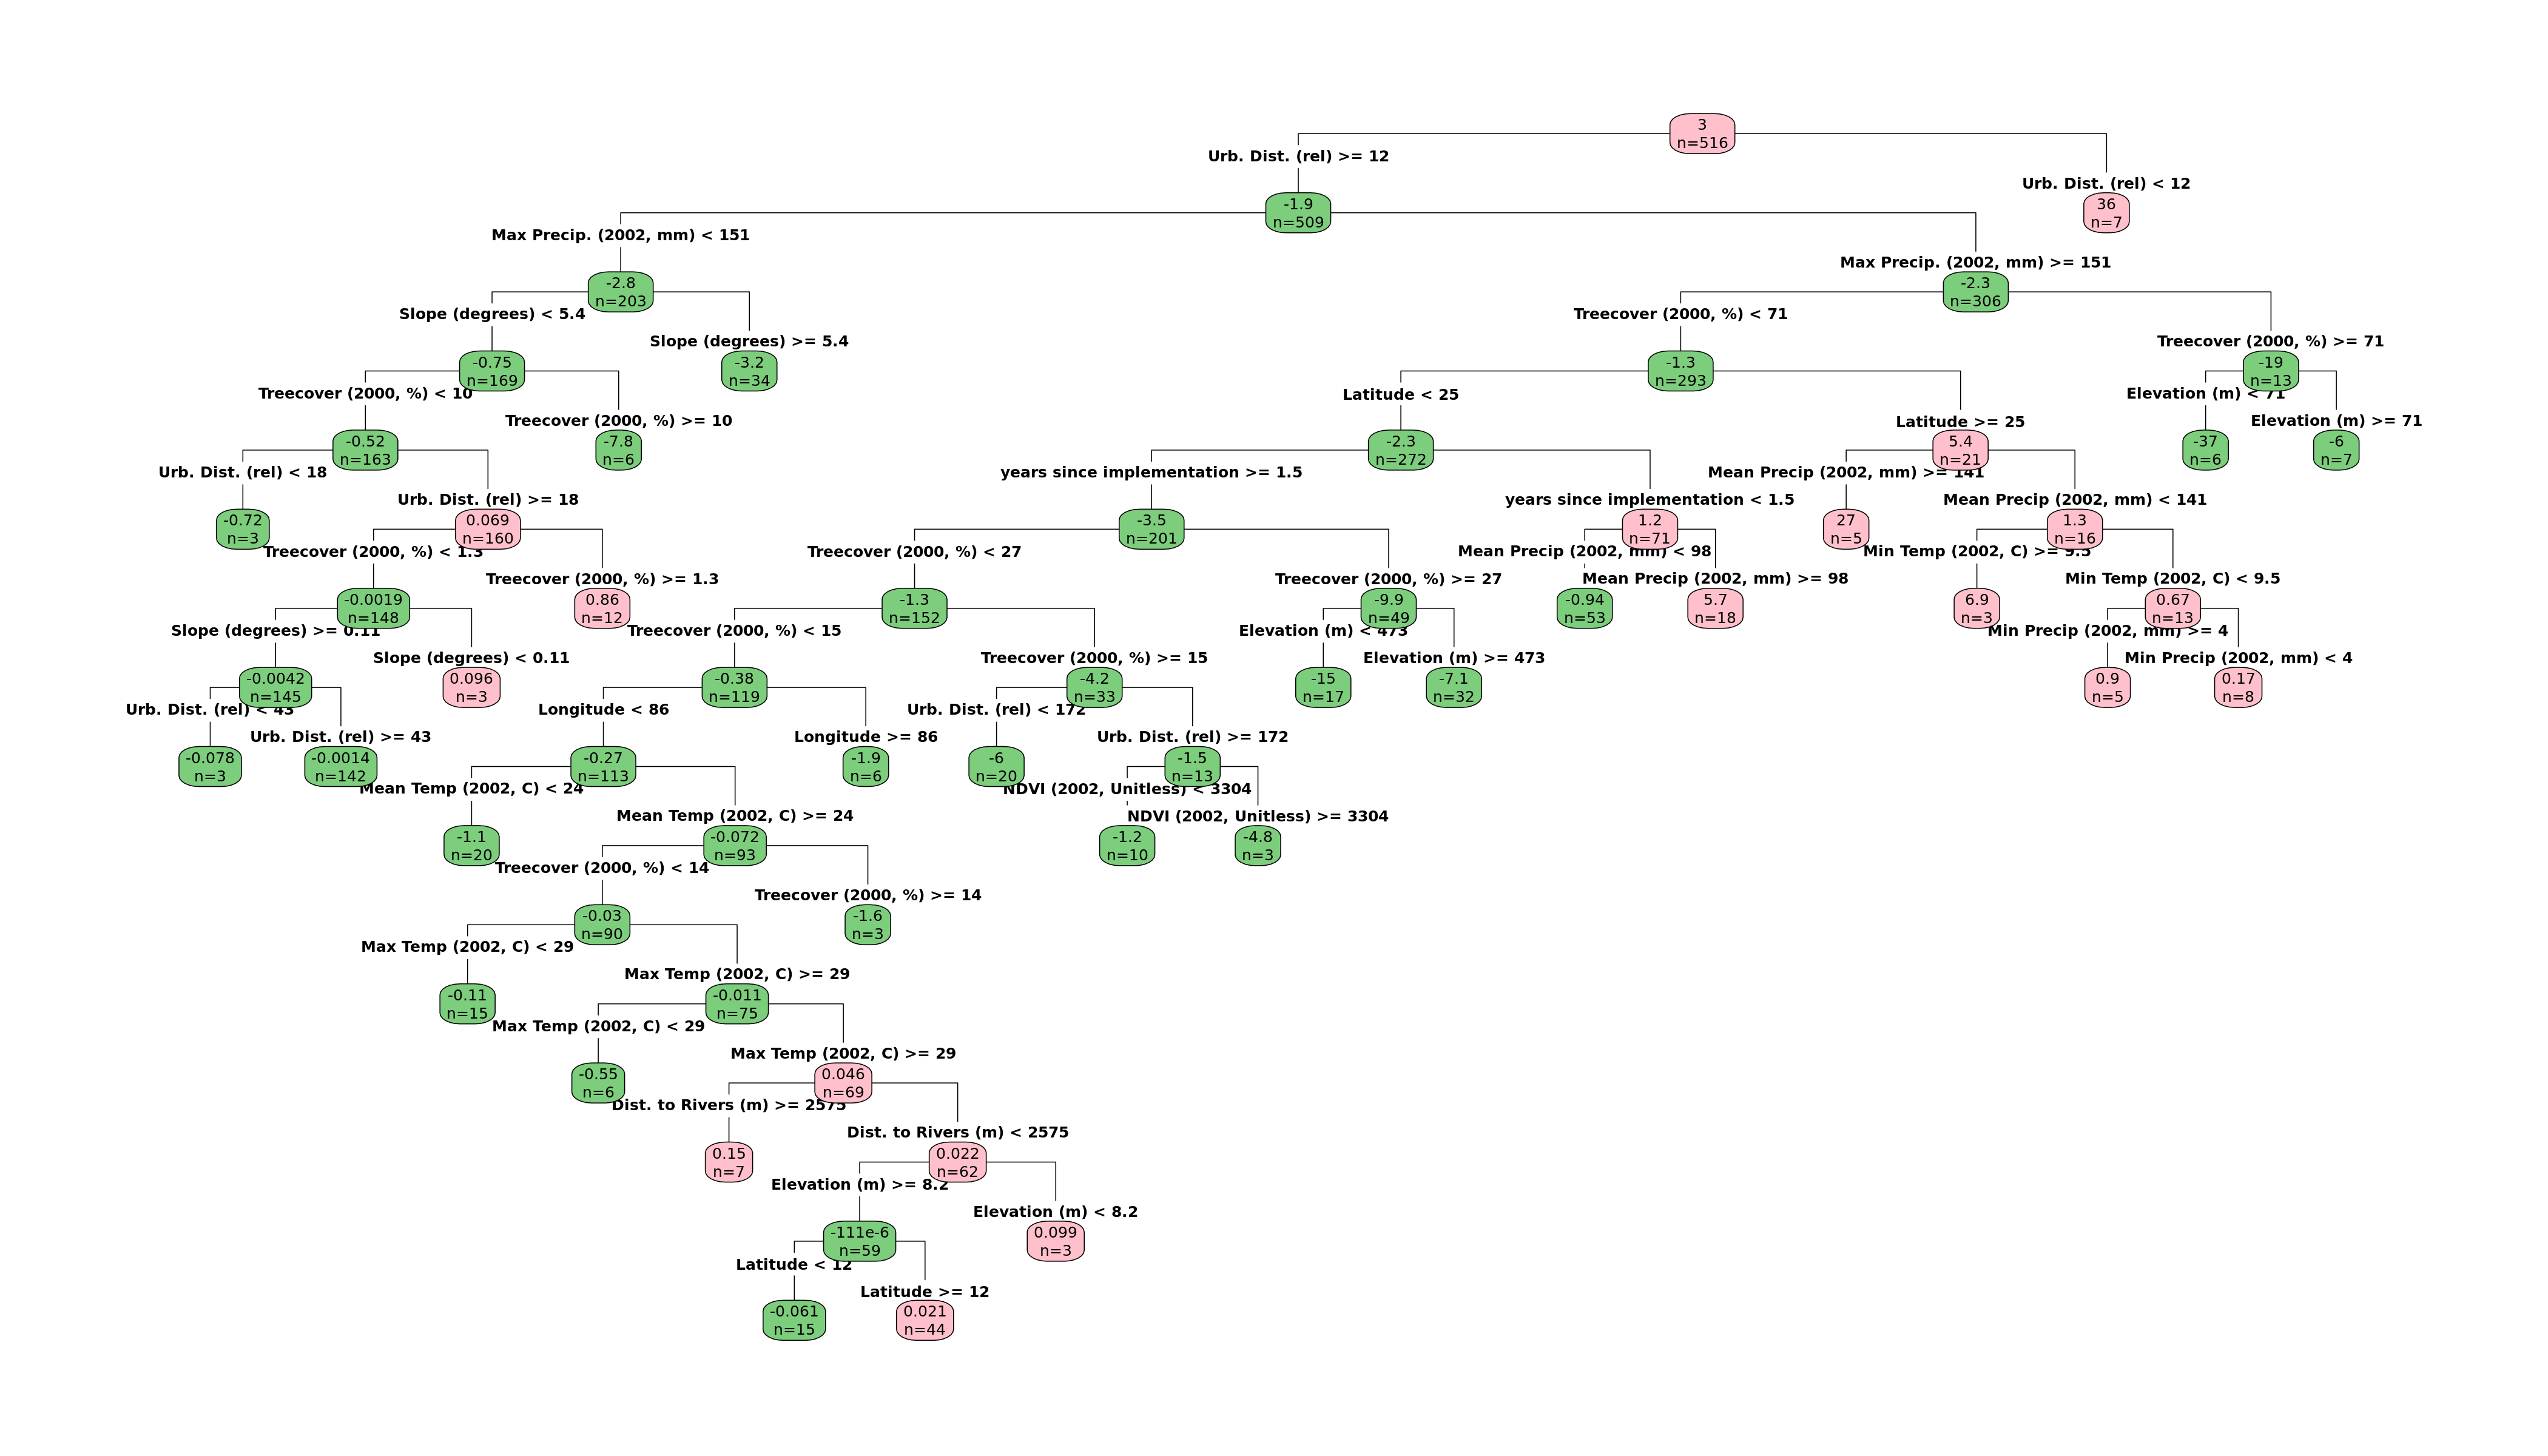 3
n=516
Urb. Dist. (rel) >= 12
Urb. Dist. (rel) < 12
-1.9
n=509
36
n=7
Max Precip. (2002, mm) < 151
Max Precip. (2002, mm) >= 151
-2.8
n=203
-2.3
n=306
Slope (degrees) < 5.4
Slope (degrees) >= 5.4
Treecover (2000, %) < 71
Treecover (2000, %) >= 71
-0.75
n=169
-3.2
n=34
-1.3
n=293
-19
n=13
Treecover (2000, %) < 10
Treecover (2000, %) >= 10
Latitude < 25
Latitude >= 25
Elevation (m) < 71
Elevation (m) >= 71
-0.52
n=163
-7.8
n=6
-2.3
n=272
5.4
n=21
-37
n=6
-6
n=7
Urb. Dist. (rel) < 18
Urb. Dist. (rel) >= 18
years since implementation >= 1.5
years since implementation < 1.5
Mean Precip (2002, mm) >= 141
Mean Precip (2002, mm) < 141
-0.72
n=3
0.069
n=160
-3.5
n=201
1.2
n=71
27
n=5
1.3
n=16
Treecover (2000, %) < 1.3
Treecover (2000, %) >= 1.3
Treecover (2000, %) < 27
Treecover (2000, %) >= 27
Mean Precip (2002, mm) < 98
Mean Precip (2002, mm) >= 98
Min Temp (2002, C) >= 9.5
Min Temp (2002, C) < 9.5
-0.0019
n=148
0.86
n=12
-1.3
n=152
-9.9
n=49
-0.94
n=53
5.7
n=18
6.9
n=3
0.67
n=13
Slope (degrees) >= 0.11
Slope (degrees) < 0.11
Treecover (2000, %) < 15
Treecover (2000, %) >= 15
Elevation (m) < 473
Elevation (m) >= 473
Min Precip (2002, mm) >= 4
Min Precip (2002, mm) < 4
-0.0042
n=145
0.096
n=3
-0.38
n=119
-4.2
n=33
-15
n=17
-7.1
n=32
0.9
n=5
0.17
n=8
Urb. Dist. (rel) < 43
Urb. Dist. (rel) >= 43
Longitude < 86
Longitude >= 86
Urb. Dist. (rel) < 172
Urb. Dist. (rel) >= 172
-0.078
n=3
-0.0014
n=142
-0.27
n=113
-1.9
n=6
-6
n=20
-1.5
n=13
Mean Temp (2002, C) < 24
Mean Temp (2002, C) >= 24
NDVI (2002, Unitless) < 3304
NDVI (2002, Unitless) >= 3304
-1.1
n=20
-0.072
n=93
-1.2
n=10
-4.8
n=3
Treecover (2000, %) < 14
Treecover (2000, %) >= 14
-0.03
n=90
-1.6
n=3
Max Temp (2002, C) < 29
Max Temp (2002, C) >= 29
-0.11
n=15
-0.011
n=75
Max Temp (2002, C) < 29
Max Temp (2002, C) >= 29
-0.55
n=6
0.046
n=69
Dist. to Rivers (m) >= 2575
Dist. to Rivers (m) < 2575
0.15
n=7
0.022
n=62
Elevation (m) >= 8.2
Elevation (m) < 8.2
-111e-6
n=59
0.099
n=3
Latitude < 12
Latitude >= 12
-0.061
n=15
0.021
n=44